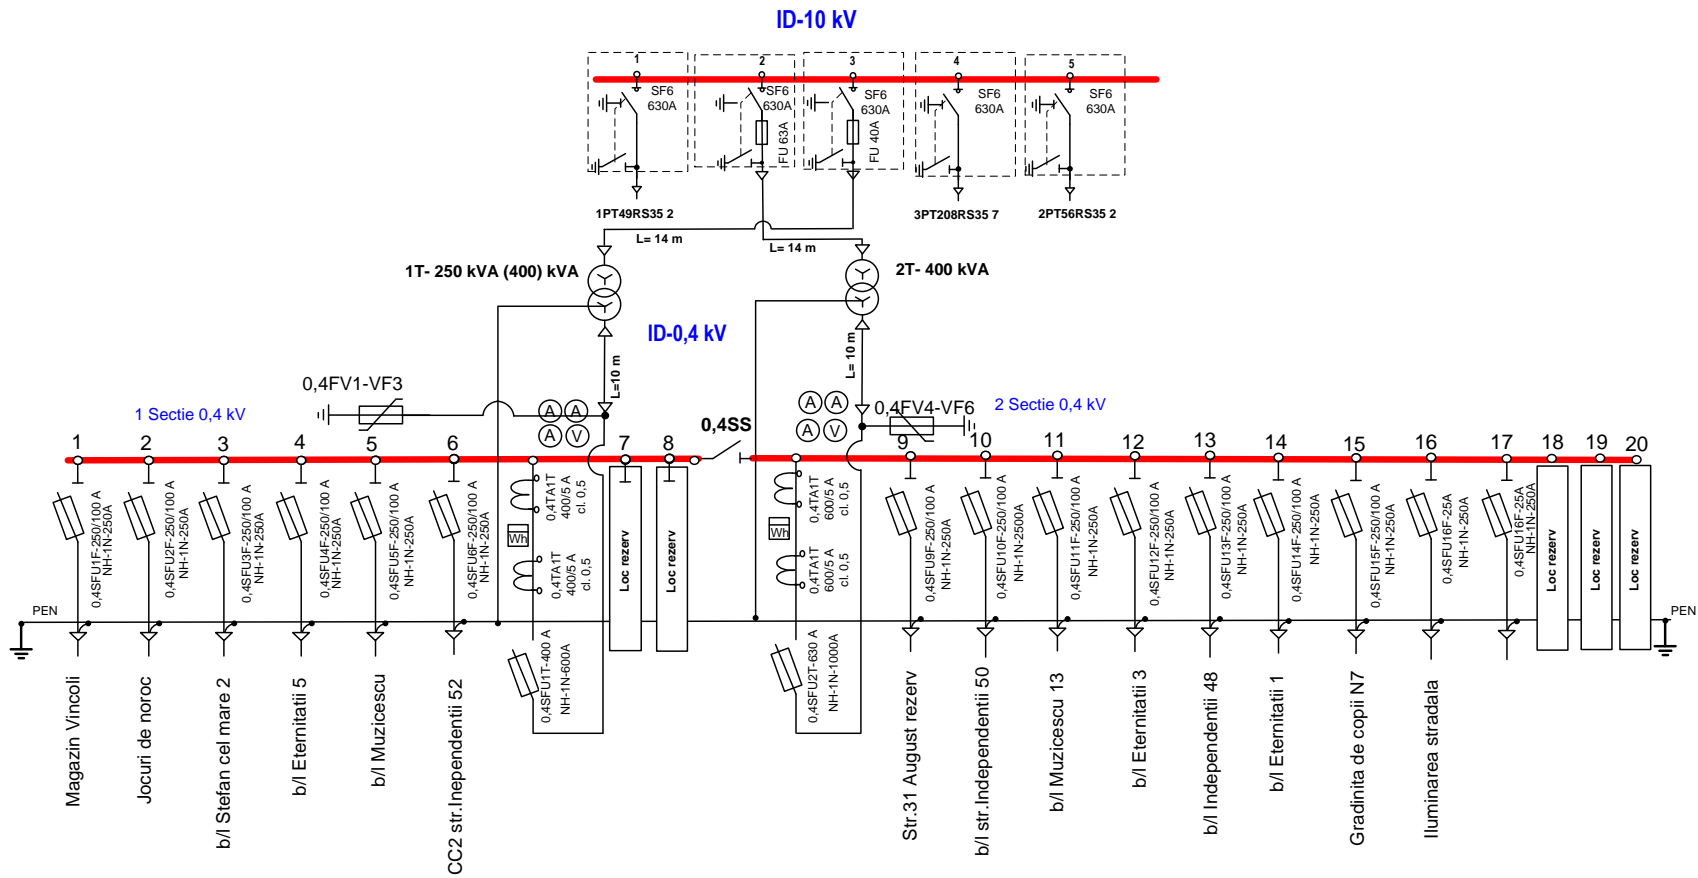 ID-10 kV
1
2
3
4
5
SF6
630A
SF6
630A
SF6
630A
SF6
630A
SF6
630A
FU 63A
FU 40A
1PT49RS35 2
3PT208RS35 7
2PT56RS35 2
L= 14 m
L= 14 m
1T- 250 kVA (400) kVA
2T- 400 kVA
ID-0,4 kV
L=10 m
L= 10 m
0,4FV1-VF3
0,4FV4-VF6
1 Sectie 0,4 kV
2 Sectie 0,4 kV
A
A
A
V
A
A
A
V
0,4SS
1
2
3
4
5
6
7
8
9
10
11
12
13
14
15
16
17
18
19
20
0,4SFU1F-250/100 A
NH-1N-250A
0,4SFU2F-250/100 A
NH-1N-250A
0,4SFU3F-250/100 A
NH-1N-250A
0,4SFU4F-250/100 A
NH-1N-250A
0,4SFU5F-250/100 A
NH-1N-250A
0,4SFU6F-250/100 A
NH-1N-250A
0,4TA1T
400/5 A
cl. 0,5
Wh
0,4TA1T
400/5 A
cl. 0,5
0,4SFU1T-400 A
NH-1N-600A
Loc rezerv
Loc rezerv
0,4TA1T
600/5 A
cl. 0,5
Wh
0,4TA1T
600/5 A
cl. 0,5
0,4SFU2T-630 A
NH-1N-1000A
0,4SFU9F-250/100 A
NH-1N-250A
0,4SFU10F-250/100 A
NH-1N-2500A
0,4SFU11F-250/100 A
NH-1N-250A
0,4SFU12F-250/100 A
NH-1N-250A
0,4SFU13F-250/100 A
NH-1N-250A
0,4SFU14F-250/100 A
NH-1N-250A
0,4SFU15F-250/100 A
NH-1N-250A
0,4SFU16F-25A
NH-1N-250A
0,4SFU16F-25A
NH-1N-250A
Loc rezerv
Loc rezerv
Loc rezerv
PEN
PEN
Magazin Vincoli
Jocuri de noroc
b/l Stefan cel mare 2
b/l Eternitatii 5
b/l Muzicescu
CC2 str.Inependentii 52
Str.31 August rezerv
b/l str.Independentii 50
b/l Muzicescu 13
b/l Eternitatii 3
b/l Independentii 48
b/l Eternitatii 1
Gradinita de copii N7
Iluminarea stradala